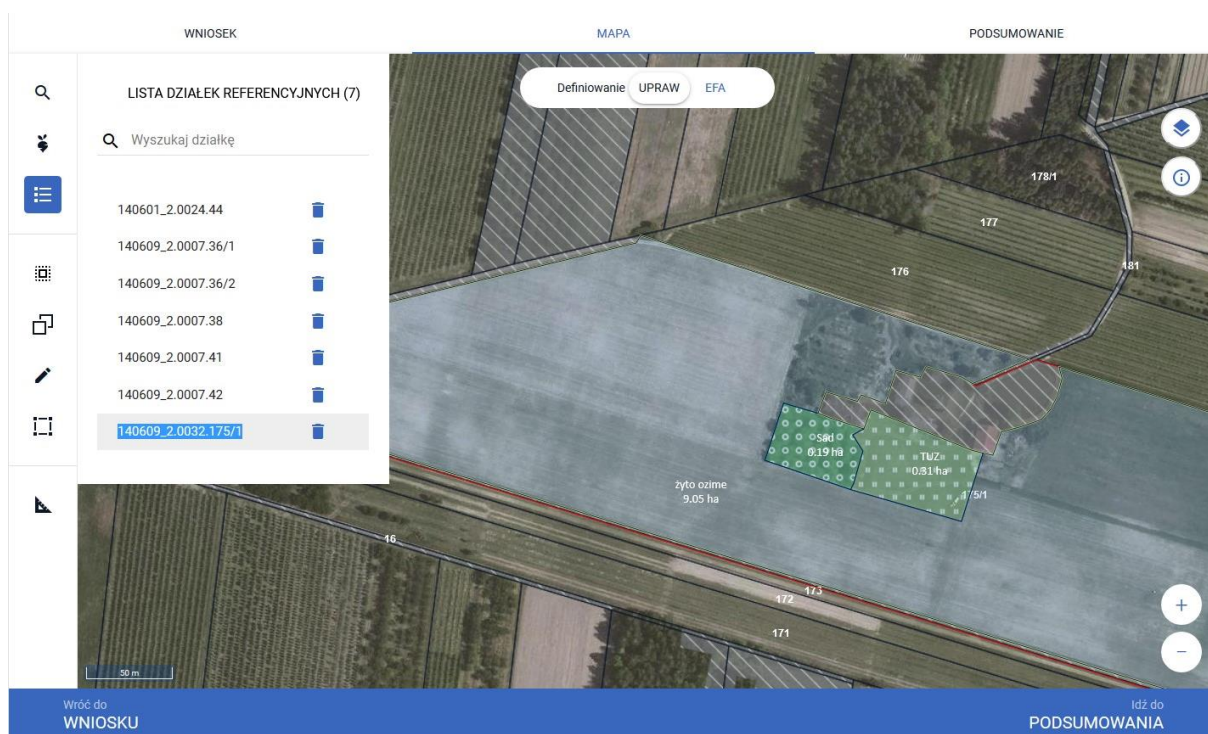 WNIOSEK
MAPA
PODSUMOWANIE
LISTA DZIAŁEK REFERENCYJNYCH (7)
Wyszukaj działkę
140601_2.0024.44
140609_2.0007.36/1
140609_2.0007.36/2
140609_2.0007.38
140609_2.0007.41
140609_2.0007.42
140609_2.0032.175/1
Definiowanie UPRAW EFA
178/1
177
176
181
Sad
0.19 ha
TUZ
0.31 ha
175/1
żyto ozime
9.05 ha
16
173
172
171
50 m
Wróć do
WNIOSKU
Idź do
PODSUMOWANIA